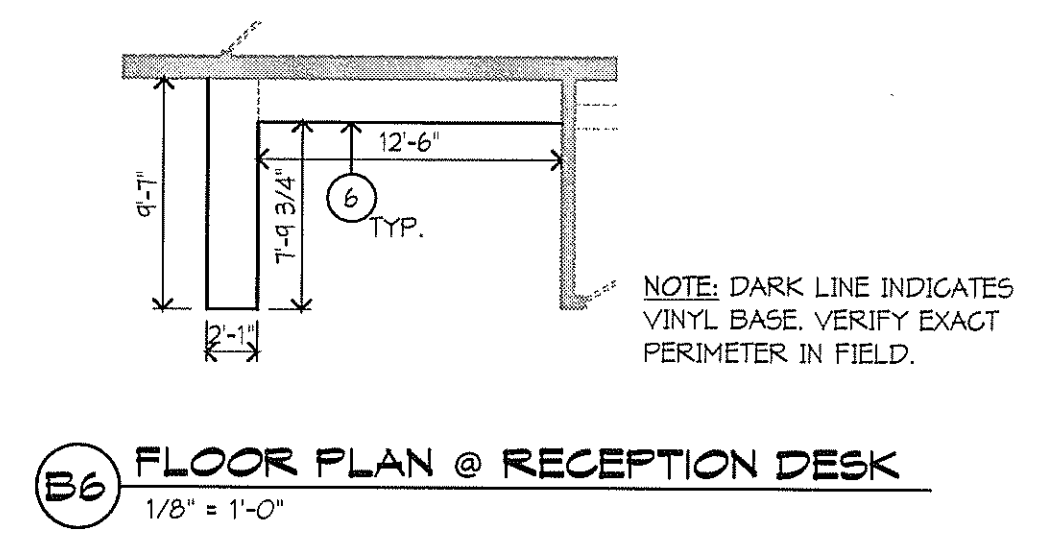 12'-6"
9'-7"
7'-9 3/4"
6
TYP.
2'-1"
NOTE: DARK LINE INDICATES
VINYL BASE. VERIFY EXACT
PERIMETER IN FIELD.
B6
FLOOR PLAN @ RECEPTION DESK
1/8" = 1'-0"